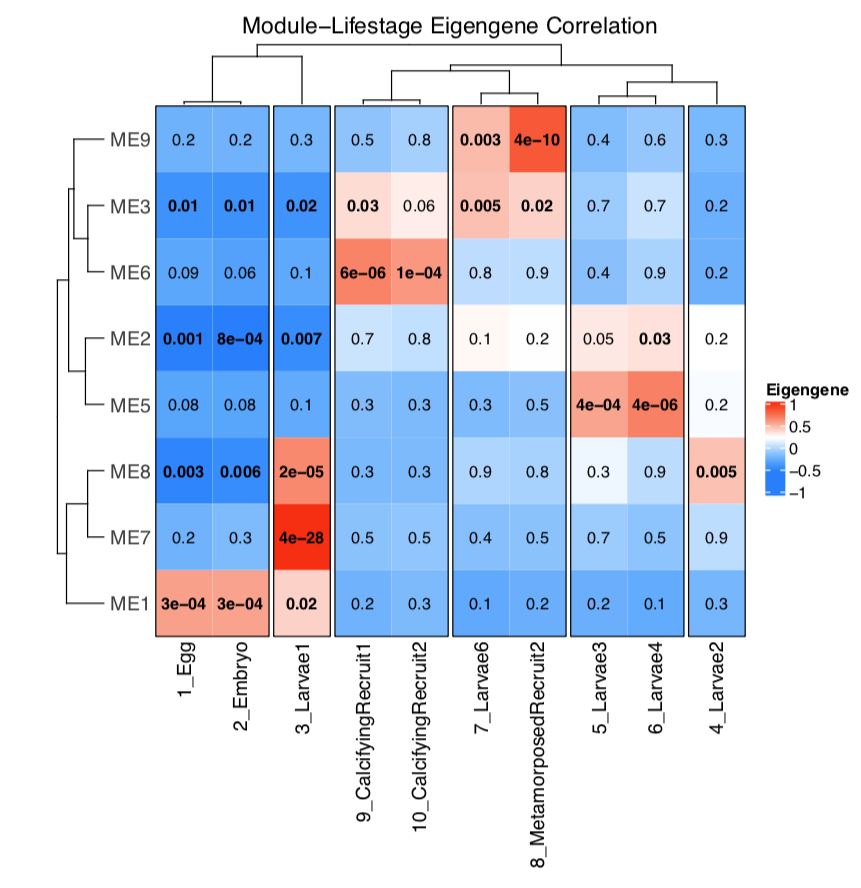 Module−Lifestage Eigengene Correlation
ME9 0.2 0.2 0.3 0.5 0.8 0.003 4e−10 0.4 0.6 0.3
ME3 0.01 0.01 0.02 0.03 0.06 0.005 0.02 0.7 0.7 0.2
ME6 0.09 0.06 0.1 6e−06 1e−04 0.8 0.9 0.4 0.9 0.2
ME2 0.001 8e−04 0.007 0.7 0.8 0.1 0.2 0.05 0.03 0.2
ME5 0.08 0.08 0.1 0.3 0.3 0.3 0.5 4e−04 4e−06 0.2
ME8 0.003 0.006 2e−05 0.3 0.3 0.9 0.8 0.3 0.9 0.005
ME7 0.2 0.3 4e−28 0.5 0.5 0.4 0.5 0.7 0.5 0.9
ME1 3e−04 3e−04 0.02 0.2 0.3 0.1 0.2 0.2 0.1 0.3
1_Egg
2_Embryo
3_Larvae1
9_CalcifyingRecruit1
10_CalcifyingRecruit2
7_Larvae6
8_MetamorposedRecruit2
5_Larvae3
6_Larvae4
4_Larvae2
Eigengene
1
0.5
0
−0.5
−1